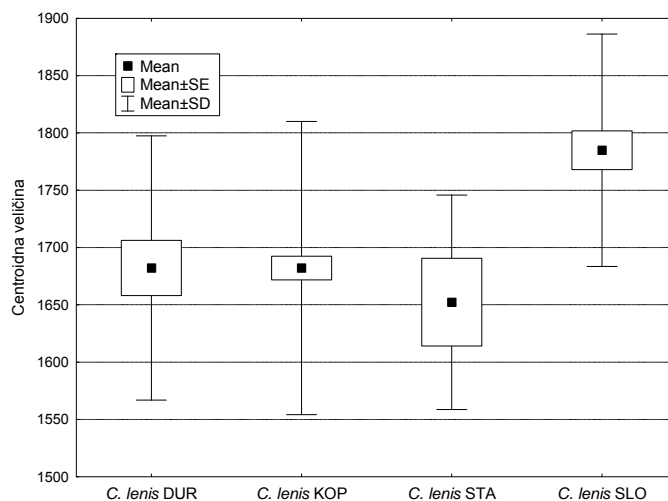 1900
1850
1800
1750
1700
1650
1600
1550
1500
Centroidna veličina
Mean
Mean±SE
Mean±SD
C. lenis DUR
C. lenis KOP
C. lenis STA
C. lenis SLO